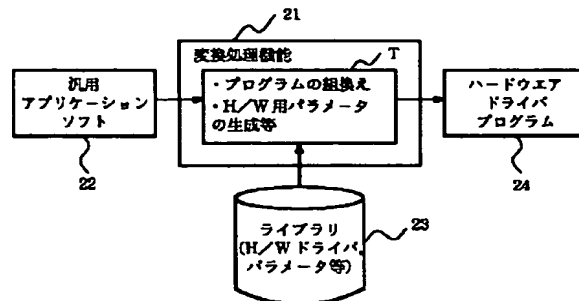 21
変換処理機能
T
汎用
アプリケーション
ソフト
・プログラムの組換え
・H/W用パラメータ
の生成等
ハードウエア
ドライバ
プログラム
22
24
23
ライブラリ
(H/Wドライバ,
パラメータ等)